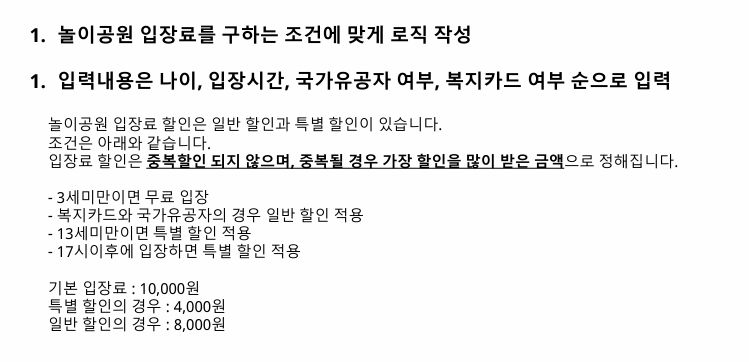 1. 놀이공원 입장료를 구하는 조건에 맞게 로직 작성
1. 입력내용은 나이, 입장시간, 국가유공자 여부, 복지카드 여부 순으로 입력
놀이공원 입장료 할인은 일반 할인과 특별 할인이 있습니다.
조건은 아래와 같습니다.
입장료 할인은 중복할인 되지 않으며, 중복될 경우 가장 할인을 많이 받은 금액으로 정해집니다.
- 3세미만이면 무료 입장
- 복지카드와 국가유공자의 경우 일반 할인 적용
- 13세미만이면 특별 할인 적용
- 17시이후에 입장하면 특별 할인 적용
기본 입장료 : 10,000원
특별 할인의 경우 : 4,000원
일반 할인의 경우 : 8,000원